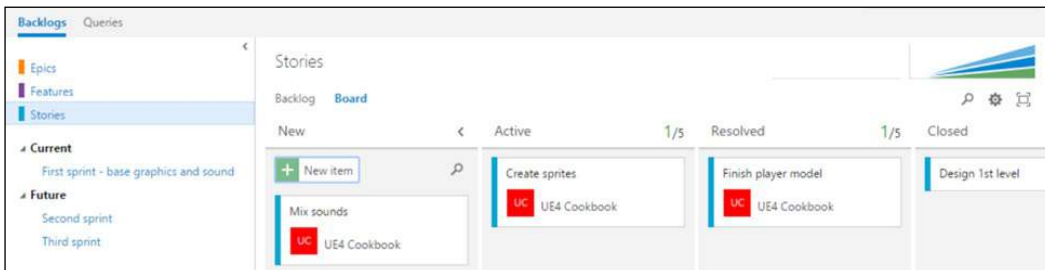 Backlogs Queries
Epics
Features
Stories
Current
First sprint - base graphics and sound
Future
Second sprint
Third sprint
Stories
Backlog Board
New Active 1/5 Resolved 1/5 Closed
New item
Mix sounds
UC UE4 Cookbook
Create sprites
UC UE4 Cookbook
Finish player model
UC UE4 Cookbook
Design 1st level